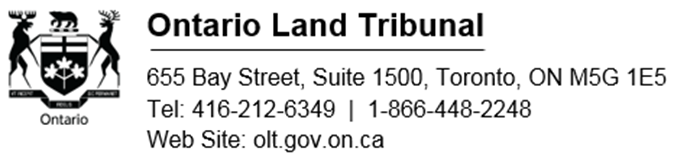 Ontario Land Tribunal
655 Bay Street, Suite 1500, Toronto, ON M5G 1E5
Tel: 416-212-6349 | 1-866-448-2248
Web Site: olt.gov.on.ca
Ontario